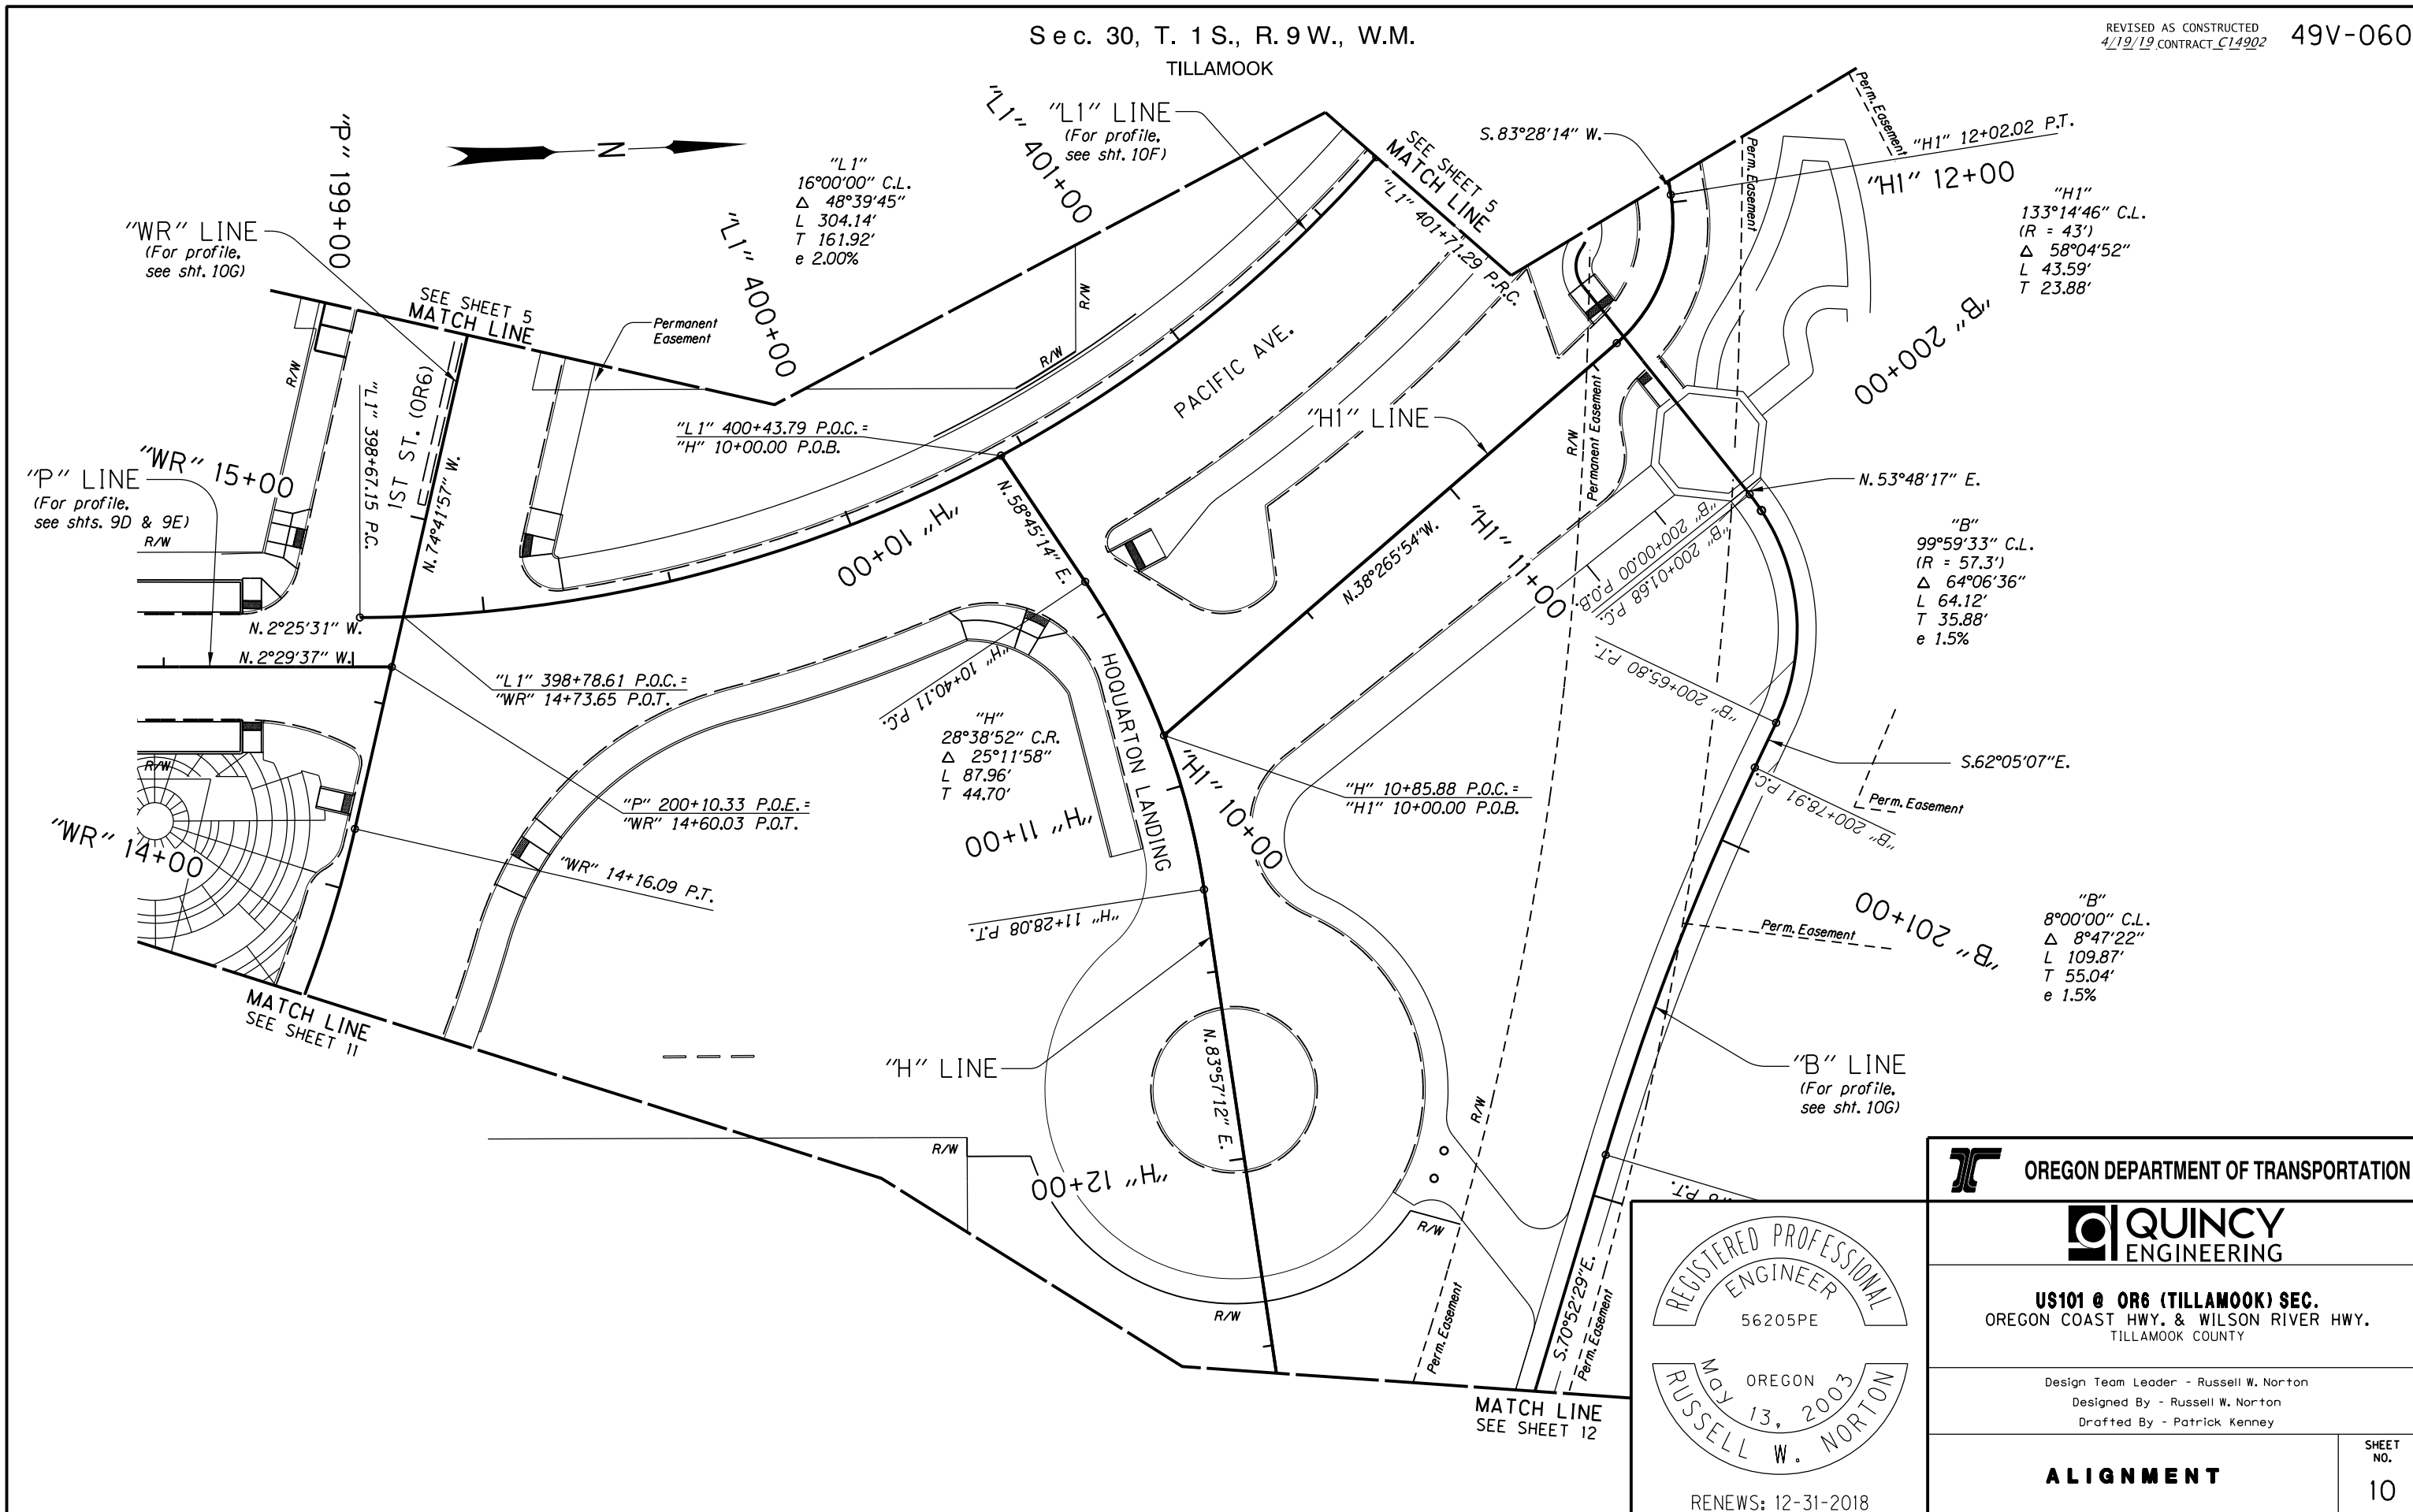 Sec. 30, T. 1 S., R. 9 W., W.M.
TILLAMOOK
REVISED AS CONSTRUCTED
4/19/19 CONTRACT C14902
49V-060
"P" 199+00
"WR" LINE
(For profile,
see sht. 10G)
"L1"
16°00'00" C.L.
Δ 48°39'45"
L 304.14'
T 161.92'
e 2.00%
"L1" 400+00
"L1" 401+00
"L1" LINE
(For profile,
see sht. 10F)
SEE SHEET 5
MATCH LINE
"L1" 401+71.29 P.R.C.
S.83°28'14" W.
Perm. Easement
Perm. Easement
"H1" 12+02.02 P.T.
"H1" 12+00
"H1"
133°14'46" C.L.
(R = 43')
Δ 58°04'52"
L 43.59'
T 23.88'
"B" 200+00
N
SEE SHEET 5
MATCH LINE
Permanent
Easement
R/W
R/W
R/W
R/W
PACIFIC AVE.
"H1" LINE
R/W
Permanent Easement
1ST ST. (OR6)
"L1" 398+67.15 P.C.
N.74°41'57" W.
"WR" 15+00
"P" LINE
(For profile,
see shts. 9D & 9E)
R/W
"L1" 400+43.79 P.O.C.=
"H" 10+00.00 P.O.B.
N.58°45'14" E.
"H" 10+00
N.38°265'54"W.
"H1" 11+00
"B" 200+00.00 P.O.B.
"B" 200+01.68 P.C.
N.53°48'17" E.
"B"
99°59'33" C.L.
(R = 57.3')
Δ 64°06'36"
L 64.12'
T 35.88'
e 1.5%
N.2°25'31" W.
N.2°29'37" W.
"L1" 398+78.61 P.O.C.=
"WR" 14+73.65 P.O.T.
"H" 10+40.11 P.C.
HOQUARTON LANDING
"B" 200+65.80 P.T.
S.62°05'07"E.
"B" 200+78.91 P.C.
Perm. Easement
"H"
28°38'52" C.R.
Δ 25°11'58"
L 87.96'
T 44.70'
"H" 10+85.88 P.O.C.=
"H1" 10+00.00 P.O.B.
"H1" 10+00
"H" 11+00
R/W
"P" 200+10.33 P.O.E.=
"WR" 14+60.03 P.O.T.
"WR" 14+00
"WR" 14+16.09 P.T.
"H" 11+28.08 P.T.
Perm. Easement
"B" 201+00
"B"
8°00'00" C.L.
Δ 8°47'22"
L 109.87'
T 55.04'
e 1.5%
MATCH LINE
SEE SHEET 11
"H" LINE
N.83°57'12" E.
"B" LINE
(For profile,
see sht. 10G)
R/W
R/W
"H" 12+00
P.T.
R/W
R/W
Perm. Easement
S.70°52'29"E.
Perm. Easement
MATCH LINE
SEE SHEET 12
REGISTERED PROFESSIONAL
ENGINEER
56205PE
OREGON
May 13, 2003
RUSSELL W. NORTON
RENEWS: 12-31-2018
OREGON DEPARTMENT OF TRANSPORTATION
QUINCY
ENGINEERING
US101 @ OR6 (TILLAMOOK) SEC.
OREGON COAST HWY. & WILSON RIVER HWY.
TILLAMOOK COUNTY
Design Team Leader - Russell W. Norton
Designed By - Russell W. Norton
Drafted By - Patrick Kenney
ALIGNMENT
SHEET
NO.
10